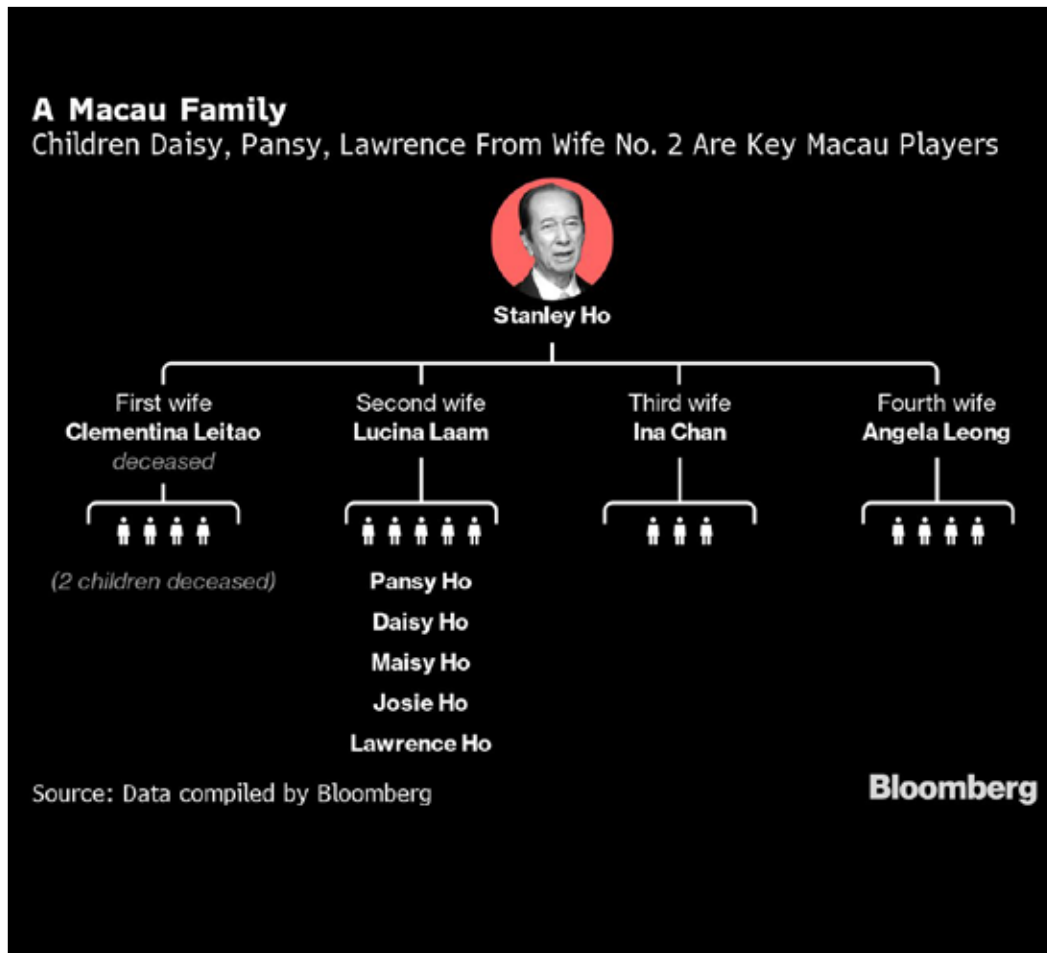 A Macau Family
Children Daisy, Pansy, Lawrence From Wife No. 2 Are Key Macau Players
Stanley Ho
First wife
Clementina Leitao
deceased
(2 children deceased)
Second wife
Lucina Laam
Pansy Ho
Daisy Ho
Maisy Ho
Josie Ho
Lawrence Ho
Third wife
Ina Chan
Fourth wife
Angela Leong
Source: Data compiled by Bloomberg
Bloomberg